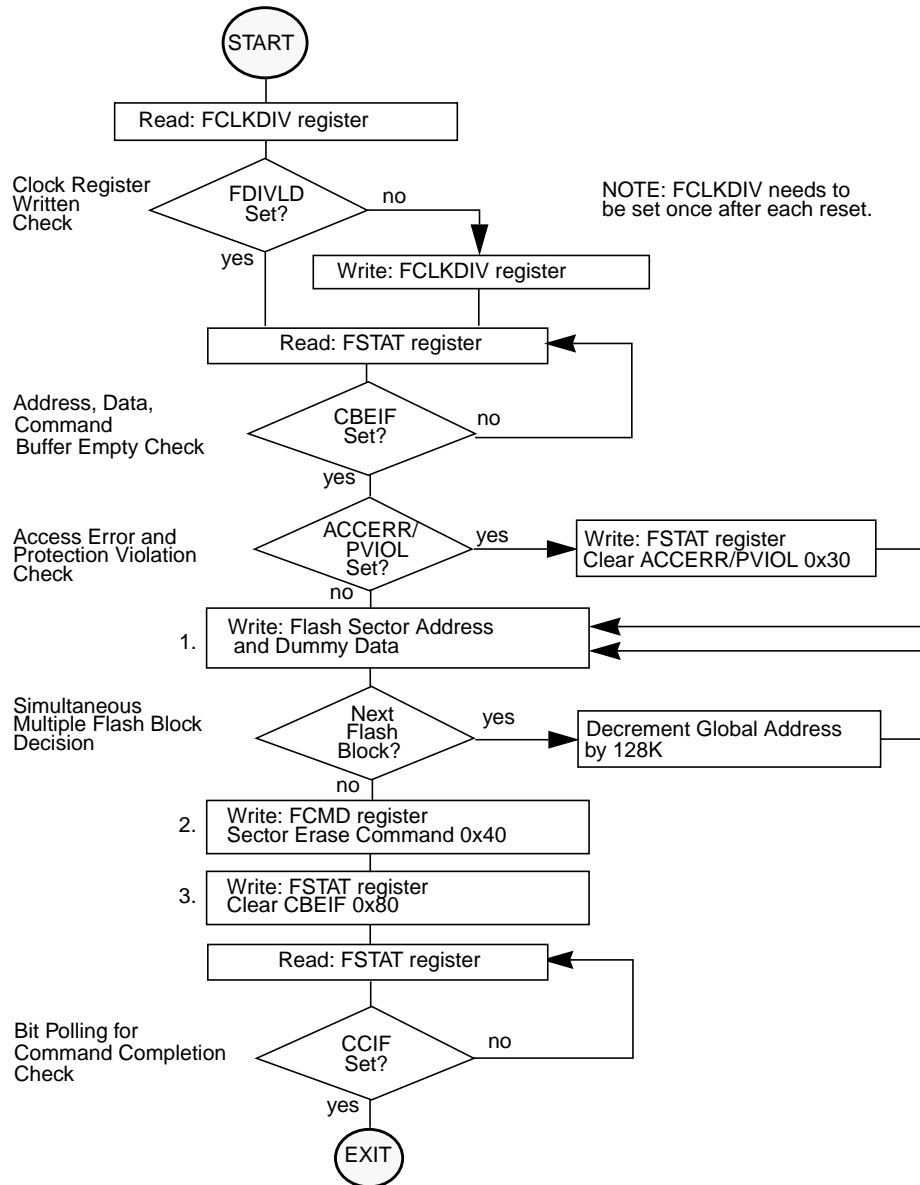 START
Read: FCLKDIV register
Clock Register
Written
Check
FDIVLD
Set?
no
yes
NOTE: FCLKDIV needs to
be set once after each reset.
Write: FCLKDIV register
Read: FSTAT register
Address, Data,
Command
Buffer Empty Check
CBEIF
Set?
no
yes
Access Error and
Protection Violation
Check
ACCERR/
PVIOL
Set?
yes
no
Write: FSTAT register
Clear ACCERR/PVIOL 0x30
1.
Write: Flash Sector Address
and Dummy Data
Simultaneous
Multiple Flash Block
Decision
Next
Flash
Block?
yes
no
Decrement Global Address
by 128K
2.
Write: FCMD register
Sector Erase Command 0x40
3.
Write: FSTAT register
Clear CBEIF 0x80
Read: FSTAT register
Bit Polling for
Command Completion
Check
CCIF
Set?
no
yes
EXIT